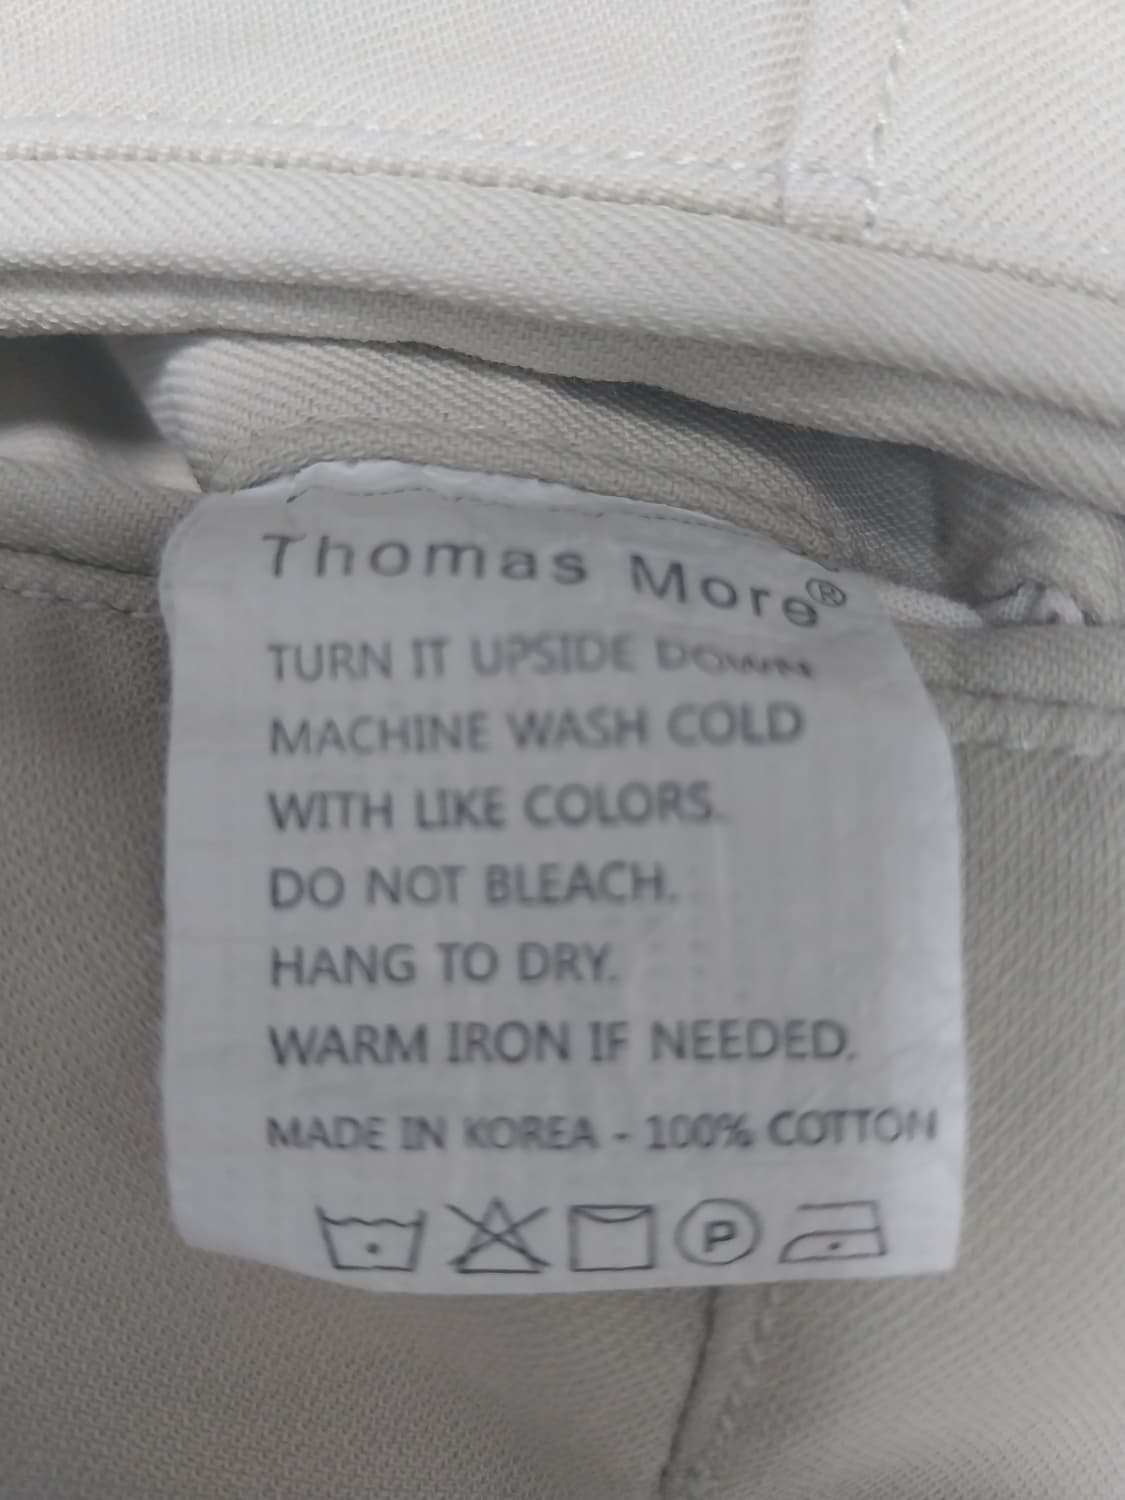 Thomas More®
TURN IT UPSIDE DOWN
MACHINE WASH COLD
WITH LIKE COLORS.
DO NOT BLEACH.
HANG TO DRY.
WARM IRON IF NEEDED.
MADE IN KOREA - 100% COTTON
P